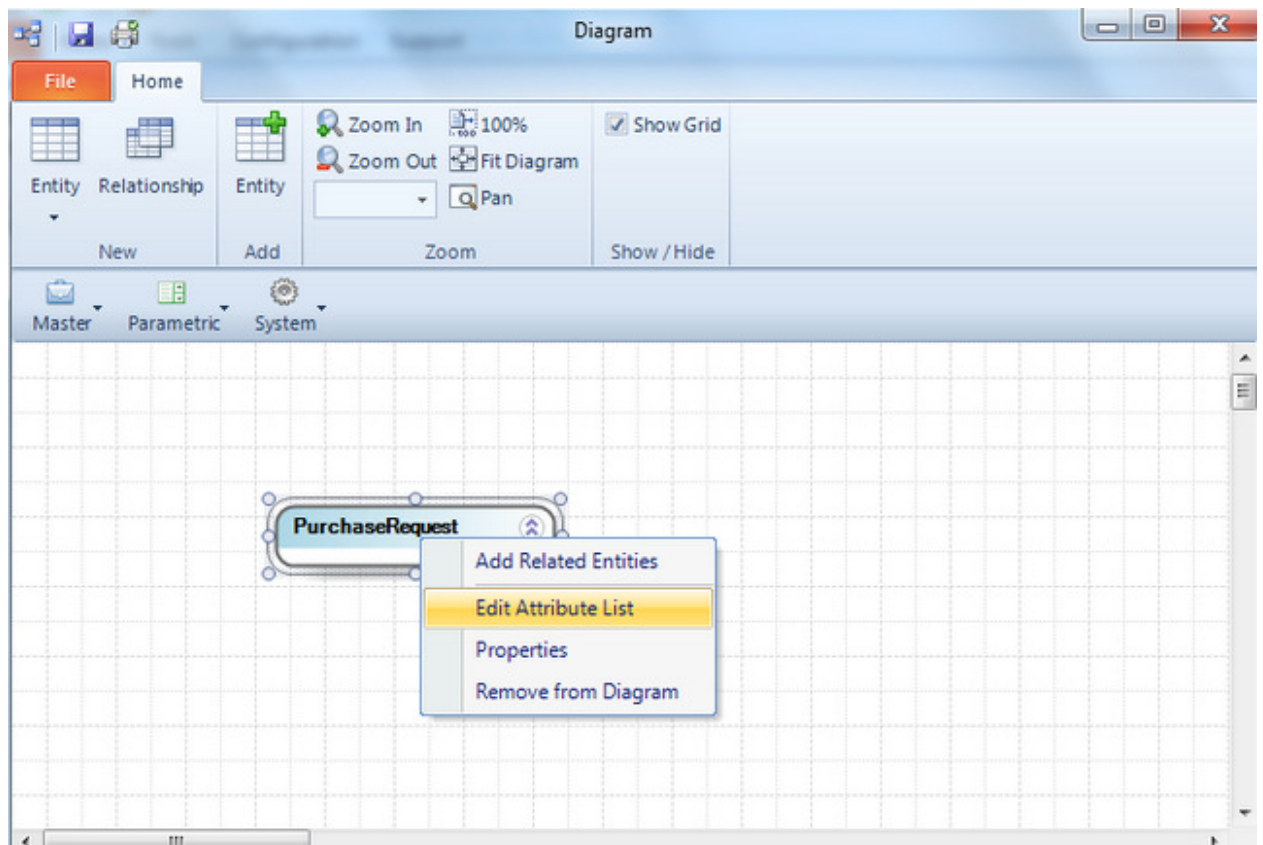 Diagram
File Home
Zoom In 100% Show Grid
Zoom Out Fit Diagram
Entity Relationship Entity
Pan
New Add Zoom Show / Hide
Master Parametric System
PurchaseRequest
Add Related Entities
Edit Attribute List
Properties
Remove from Diagram